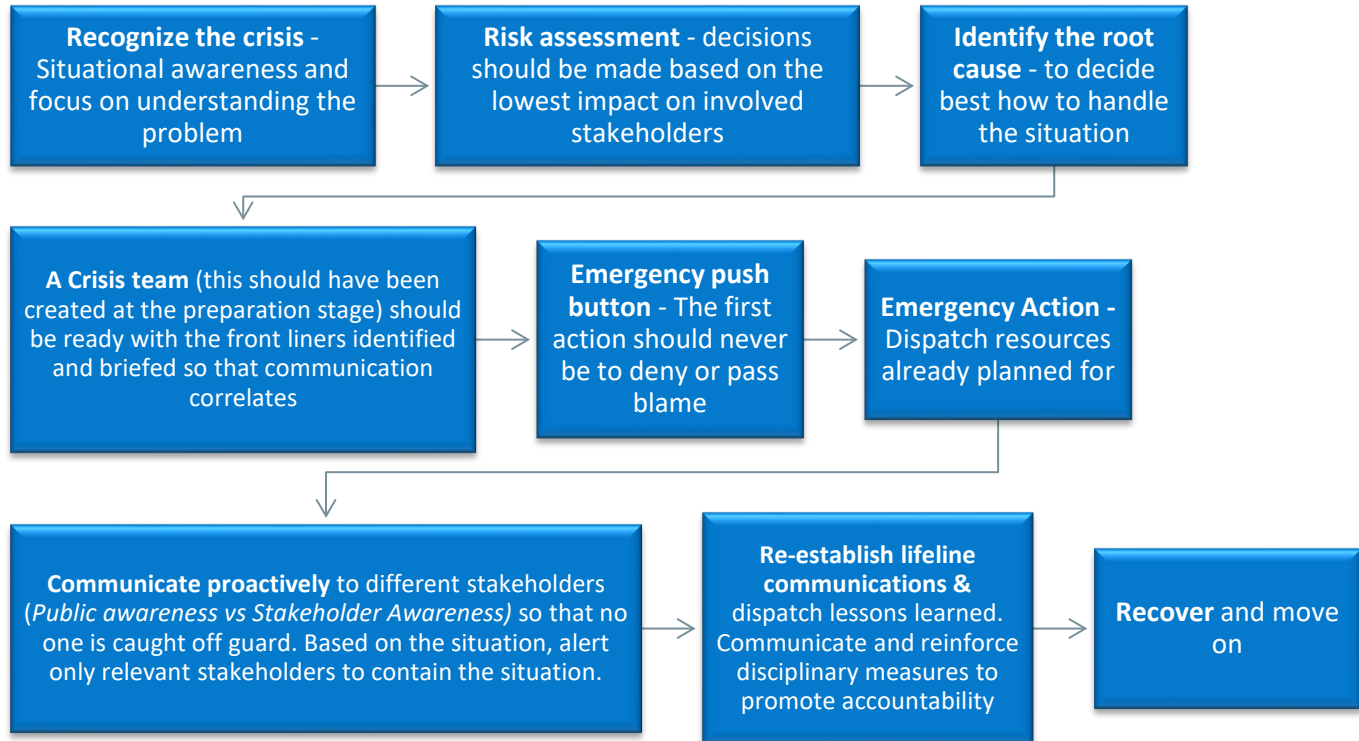 Recognize the crisis -
Situational awareness and
focus on understanding the
problem
Risk assessment - decisions
should be made based on the
lowest impact on involved
stakeholders
Identify the root
cause - to decide
best how to handle
the situation
A Crisis team (this should have been
created at the preparation stage) should
be ready with the front liners identified
and briefed so that communication
correlates
Emergency push
button - The first
action should never
be to deny or pass
blame
Emergency Action -
Dispatch resources
already planned for
Communicate proactively to different stakeholders
(Public awareness vs Stakeholder Awareness) so that no
one is caught off guard. Based on the situation, alert
only relevant stakeholders to contain the situation.
Re-establish lifeline
communications &
dispatch lessons learned.
Communicate and reinforce
disciplinary measures to
promote accountability
Recover and move
on